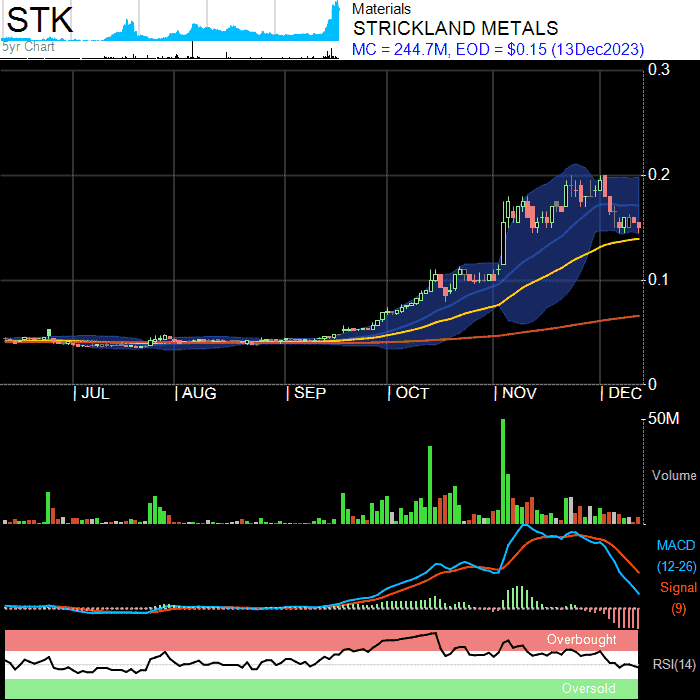 STK
5yr Chart
Materials
STRICKLAND METALS
MC = 244.7M, EOD = $0.15 (13Dec2023)
0.3
0.2
0.1
0
| JUL | AUG | SEP | OCT | NOV | DEC
50M
Volume
MACD
(12-26)
Signal
(9)
Overbought
RSI(14)
Oversold